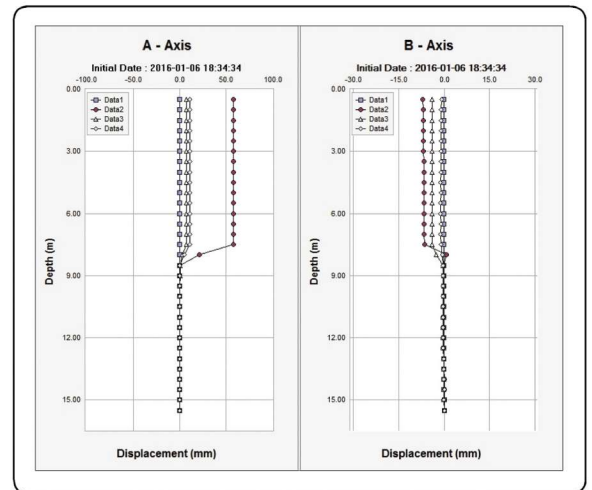 A - Axis
Initial Date : 2016-01-06 18:34:34
-100.0 -50.0 0.0 50.0 100.0
0.00
Data1
Data2
Data3
Data4
3.00
6.00
Depth (m)
9.00
12.00
15.00
Displacement (mm)
B - Axis
Initial Date : 2016-01-06 18:34:34
-30.0 -15.0 0.0 15.0 30.0
0.00
Data1
Data2
Data3
Data4
3.00
6.00
Depth (m)
9.00
12.00
15.00
Displacement (mm)